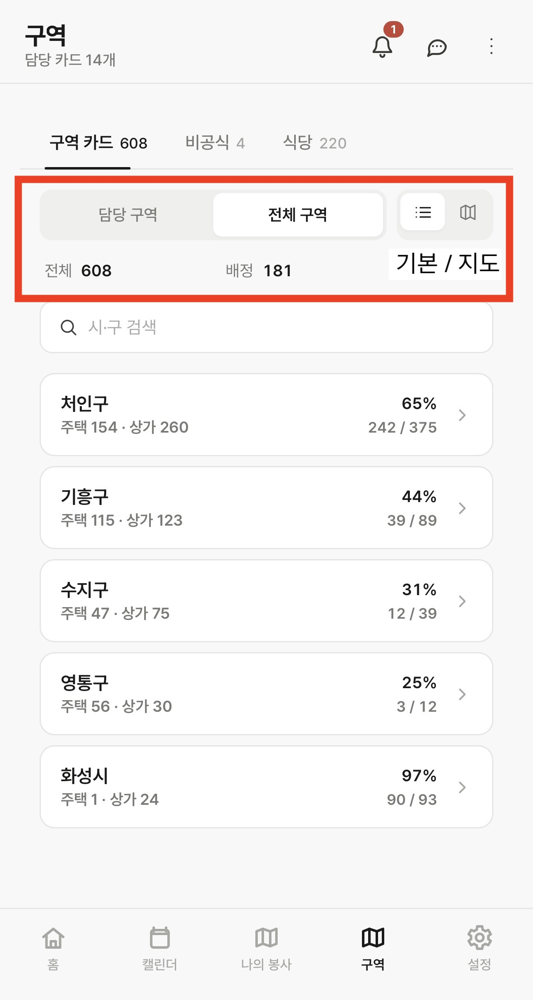 구역
담당 카드 14개
1
구역 카드 608
비공식 4
식당 220
담당 구역
전체 구역
전체 608
배정 181
기본 / 지도
시·구 검색
처인구
주택 154 · 상가 260
65%
242 / 375
기흥구
주택 115 · 상가 123
44%
39 / 89
수지구
주택 47 · 상가 75
31%
12 / 39
영통구
주택 56 · 상가 30
25%
3 / 12
화성시
주택 1 · 상가 24
97%
90 / 93
홈
캘린더
나의 봉사
구역
설정